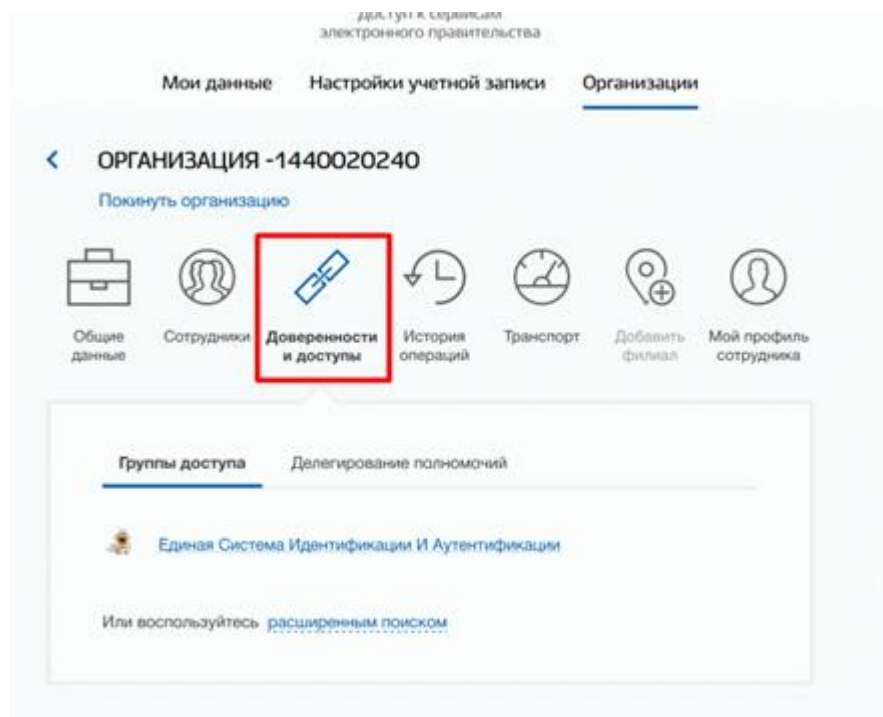 Доступ к сервисам
электронного правительства
Мои данные Настройки учетной записи Организации
ОРГАНИЗАЦИЯ -1440020240
Покинуть организацию
Общие данные
Сотрудники
Доверенности и доступы
История операций
Транспорт
Добавить филиал
Мой профиль сотрудника
Группы доступа Делегирование полномочий
Единая Система Идентификации И Аутентификации
Или воспользуйтесь расширенным поиском